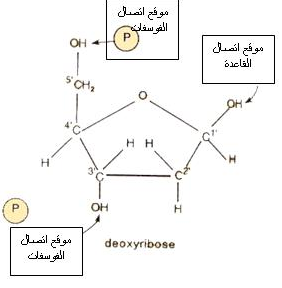 موقع اتصال
الفوسفات
OH
P
موقع اتصال
القاعدة
5'
CH₂
O
OH
4'
C
C
1'
H
H
H
H
3'
C
C
2'
OH
H
P
موقع اتصال
الفوسفات
deoxyribose